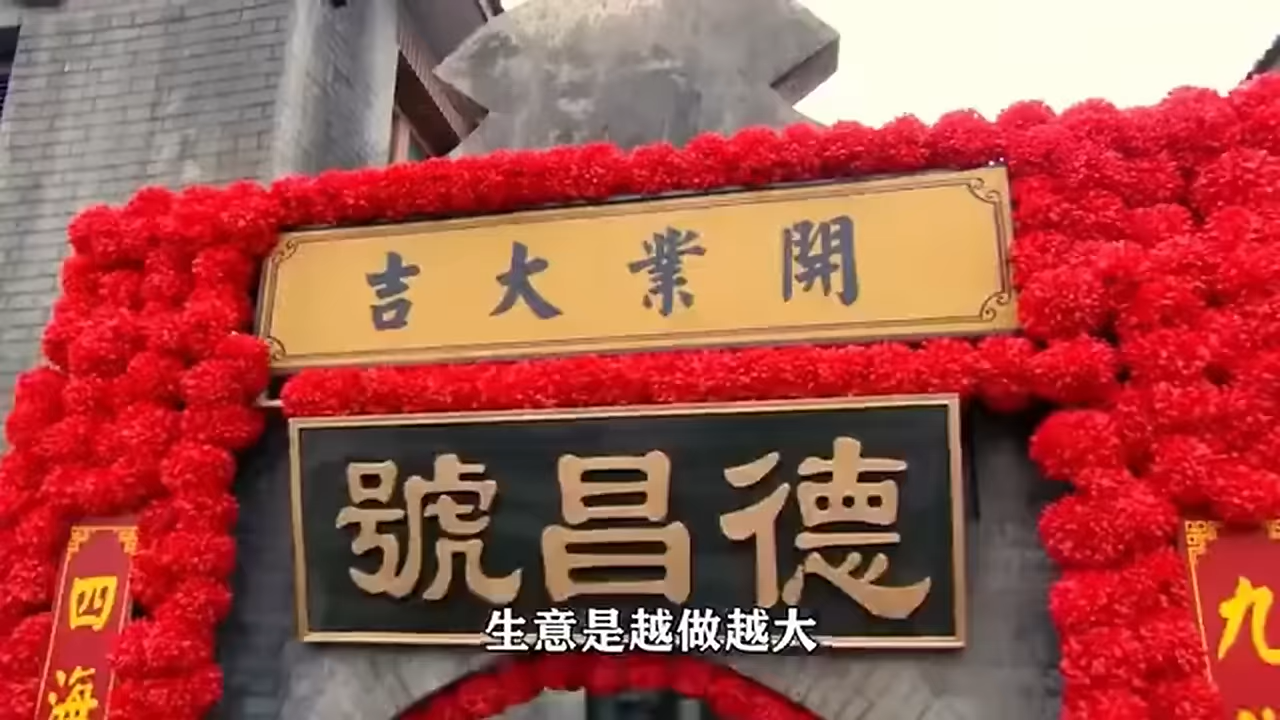 開業大吉
德昌號
九
四海
生意是越做越大